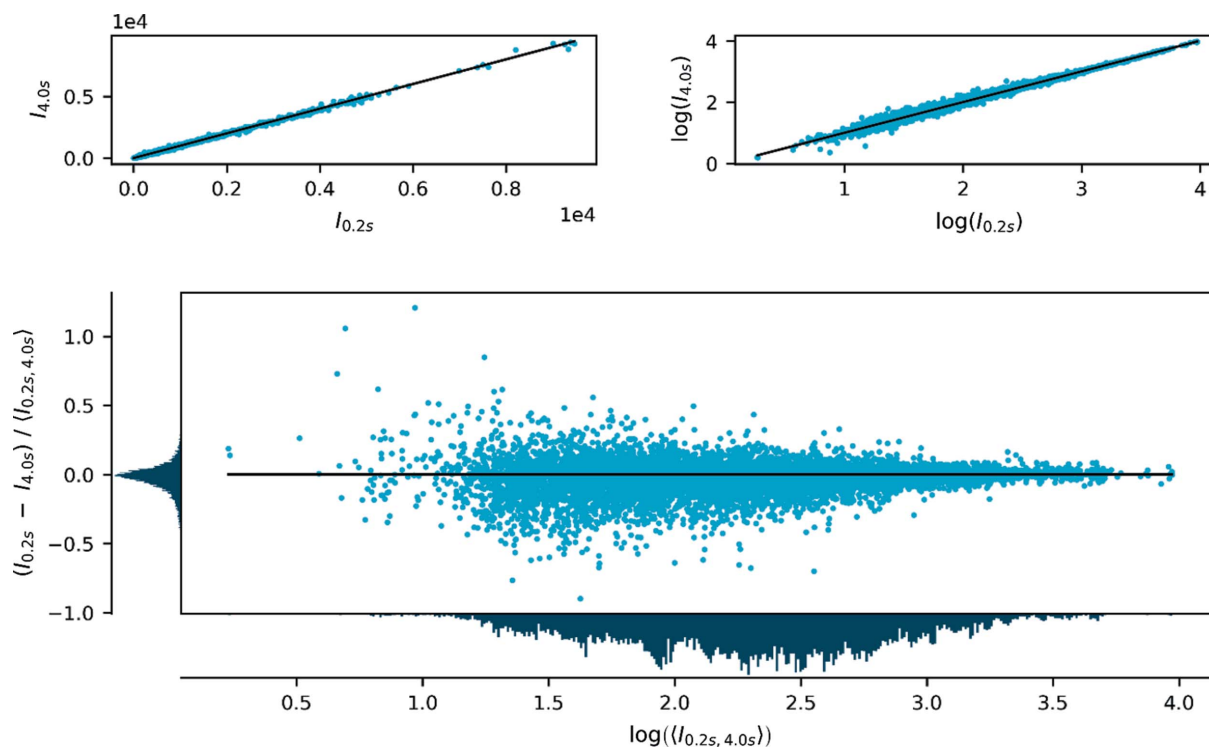 1e4
I4.0s
0.5
0.0
0.0 0.2 0.4 0.6 0.8
I0.2s
1e4
log(I4.0s)
4
2
0
1 2 3 4
log(I0.2s)
(I0.2s − I4.0s) / ⟨I0.2s, 4.0s⟩
1.0
0.5
0.0
−0.5
−1.0
0.5 1.0 1.5 2.0 2.5 3.0 3.5 4.0
log(⟨I0.2s, 4.0s⟩)